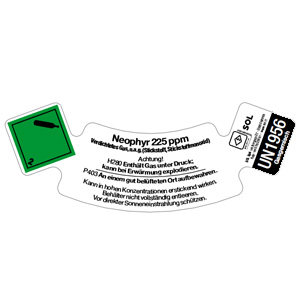 Neophyr 225 ppm
Verdichtetes Gas, n.a.g. (Stickstoff, Stickstoffmonoxid)
Achtung!
H280 Enthält Gas unter Druck;
kann bei Erwärmung explodieren.
P403 An einem gut belüfteten Ort aufbewahren.
Kann in hohen Konzentrationen erstickend wirken.
Behälter nicht vollständig entleeren.
Vor direkter Sonneneinstrahlung schützen.
2
SOL
UN1956
Gasgemisch